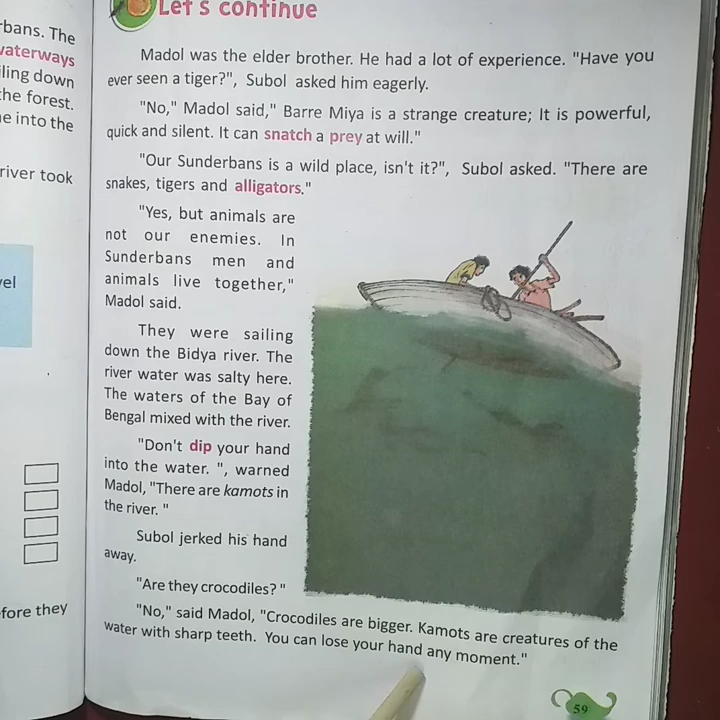 rbans. The
waterways
iling down
the forest.
e into the
river took
vel
fore they
Let's continue
Madol was the elder brother. He had a lot of experience. "Have you
ever seen a tiger?", Subol asked him eagerly.
"No," Madol said," Barre Miya is a strange creature; It is powerful,
quick and silent. It can snatch a prey at will."
"Our Sunderbans is a wild place, isn't it?", Subol asked. "There are
snakes, tigers and alligators."
"Yes, but animals are
not our enemies. In
Sunderbans men and
animals live together,"
Madol said.
They were sailing
down the Bidya river. The
river water was salty here.
The waters of the Bay of
Bengal mixed with the river.
"Don't dip your hand
into the water. ", warned
Madol, "There are kamots in
the river. "
Subol jerked his hand
away.
"Are they crocodiles? "
"No," said Madol, "Crocodiles are bigger. Kamots are creatures of the
water with sharp teeth. You can lose your hand any moment."
59